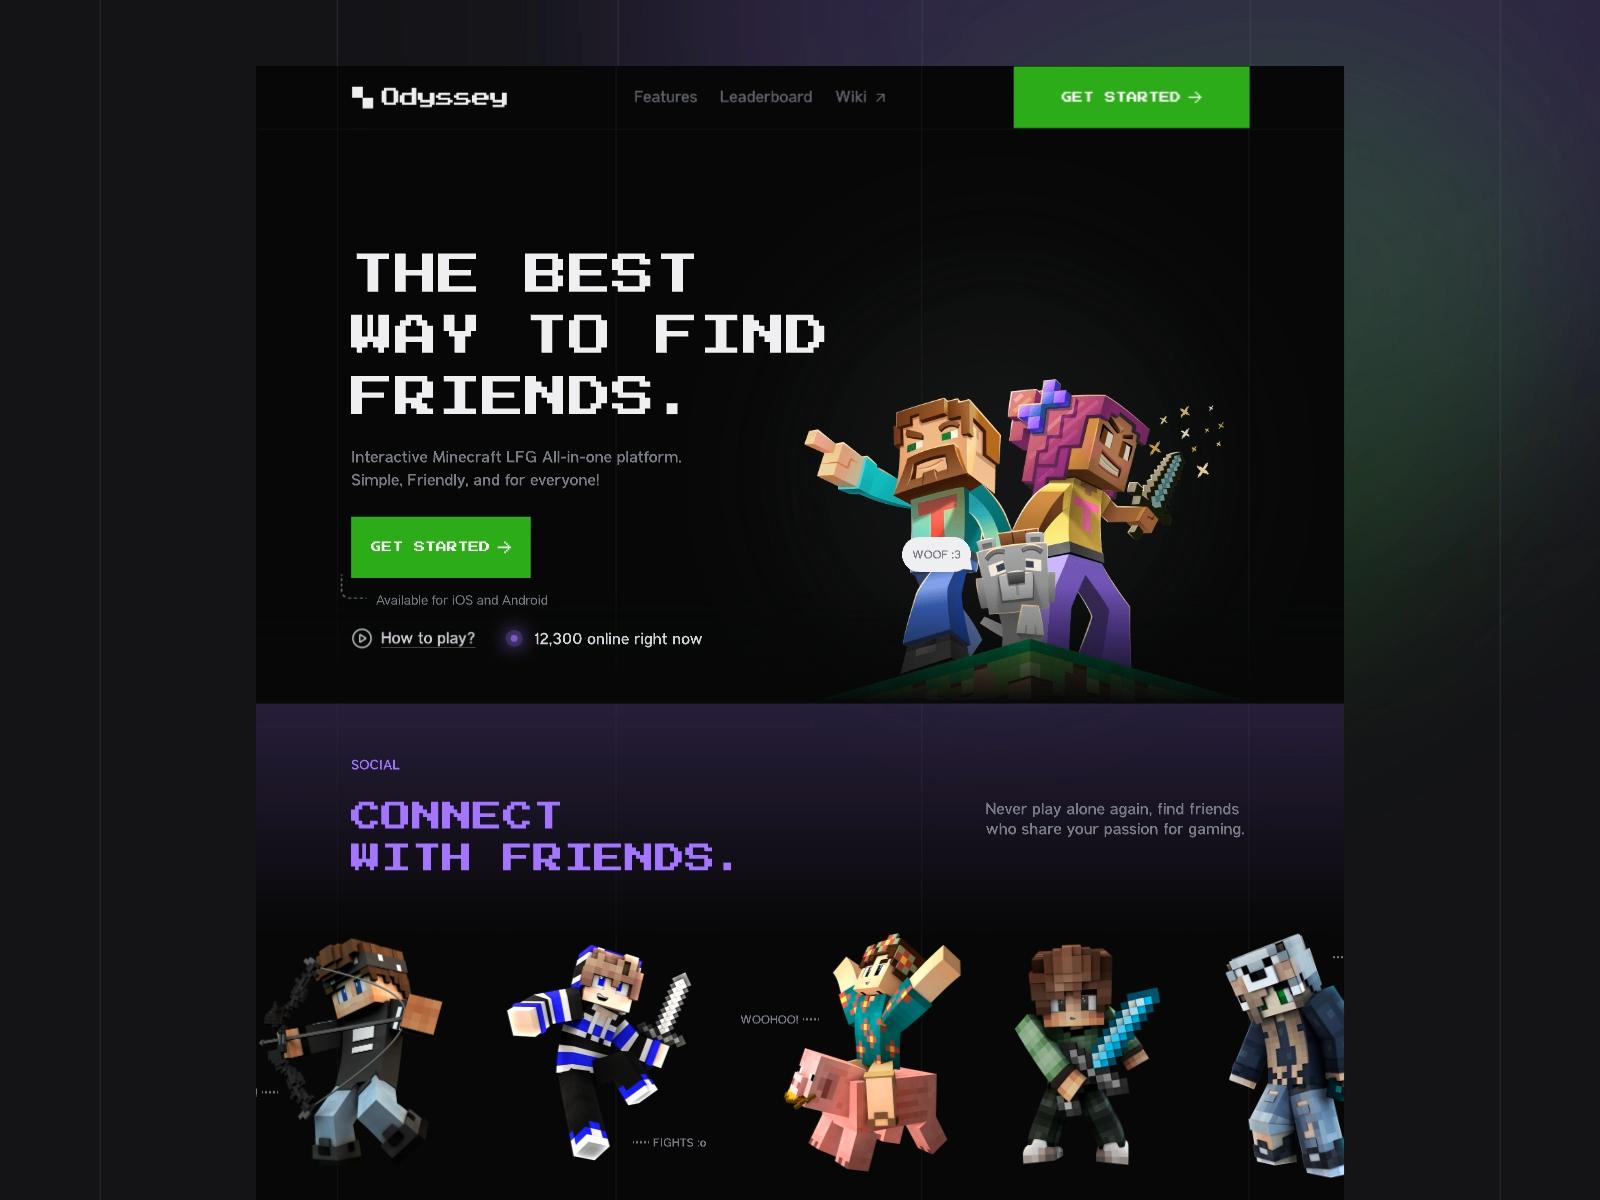 Odyssey
Features
Leaderboard
Wiki ↗
GET STARTED →
THE BEST
WAY TO FIND
FRIENDS.
Interactive Minecraft LFG All-in-one platform.
Simple, Friendly, and for everyone!
GET STARTED →
Available for iOS and Android
How to play?
12,300 online right now
T
T
WOOF :3
SOCIAL
CONNECT
WITH FRIENDS.
Never play alone again, find friends
who share your passion for gaming.
WOOHOO!
FIGHTS :o